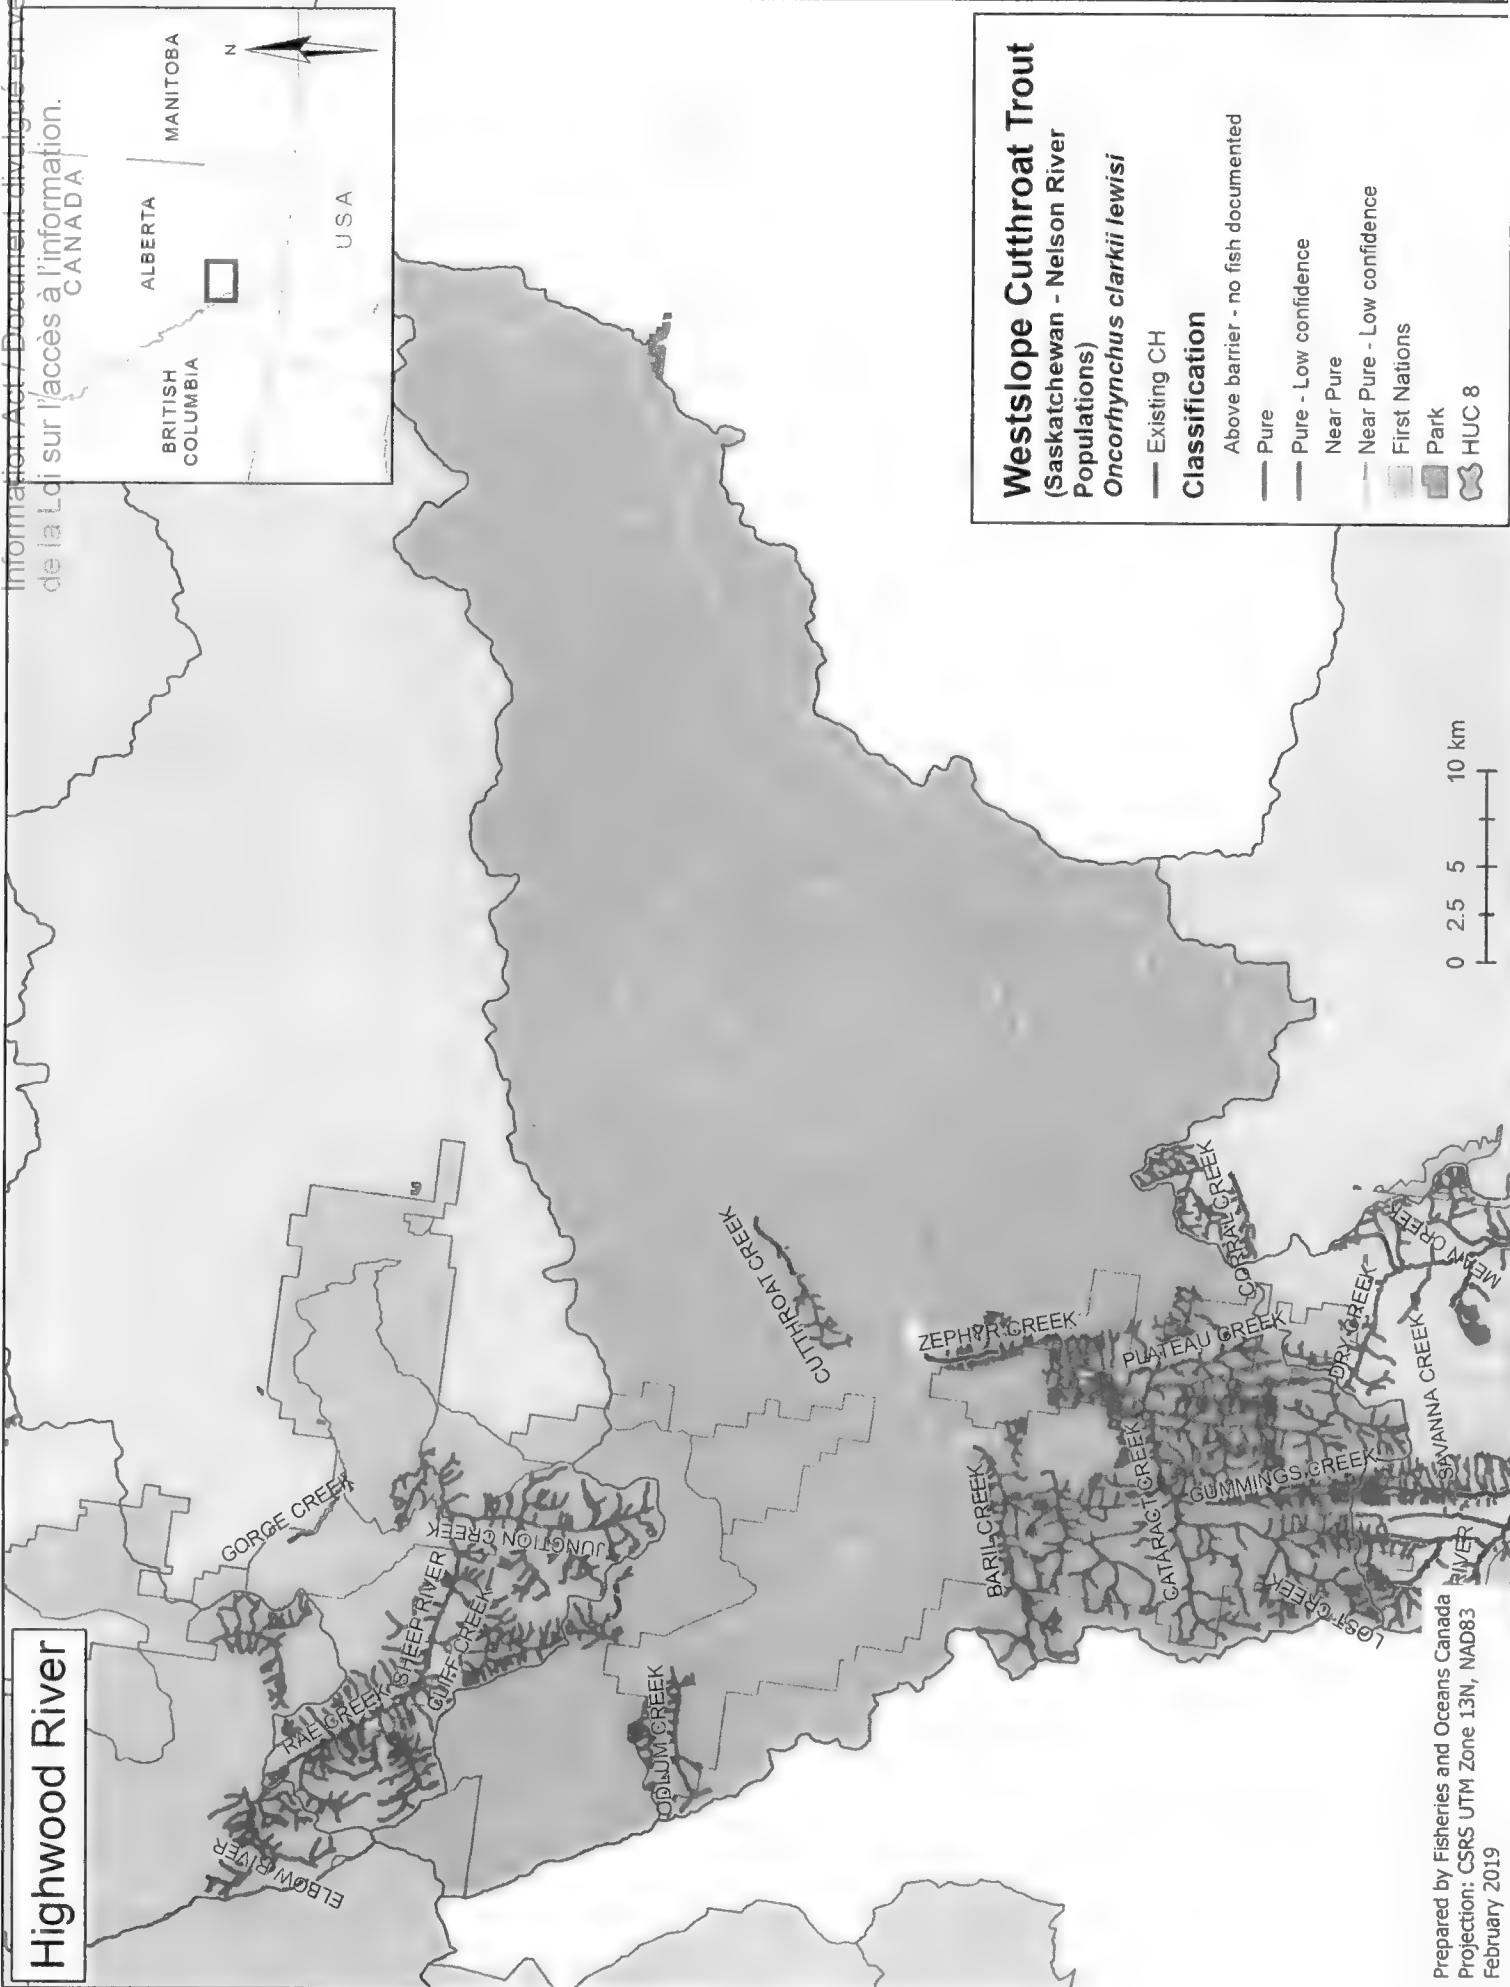 Information Act / Document divulgué en ve
de la Loi sur l'accès à l'information.
Highwood River
CANADA
ALBERTA
MANITOBA
BRITISH
COLUMBIA
USA
N
ELBOW RIVER
RAE CREEK
SHEEP RIVER
CLIFF CREEK
GORGE CREEK
JUNCTION CREEK
ODLUM CREEK
CUTTHROAT CREEK
ZEPHYR CREEK
BARIL CREEK
CATARACT CREEK
PLATEAU CREEK
CORRAL CREEK
CUMMINGS CREEK
LOST CREEK
DRY CREEK
SAVANNA CREEK
RIVER
CREEK
Westslope Cutthroat Trout
(Saskatchewan - Nelson River
Populations)
Oncorhynchus clarkii lewisi
Existing CH
Classification
Above barrier - no fish documented
Pure
Pure - Low confidence
Near Pure
Near Pure - Low confidence
First Nations
Park
HUC 8
0 2.5 5 10 km
Prepared by Fisheries and Oceans Canada
Projection: CSRS UTM Zone 13N, NAD83
February 2019